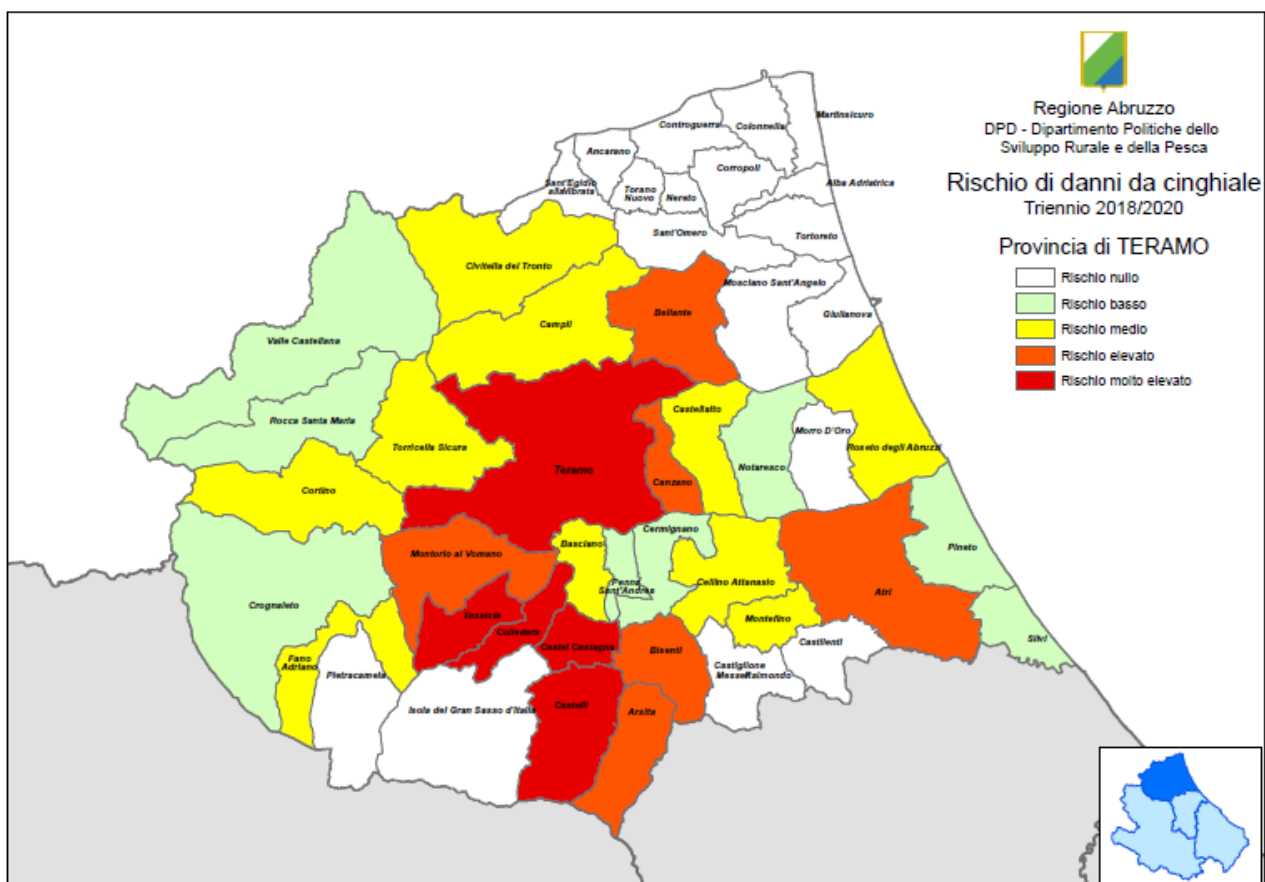 Regione Abruzzo
DPD - Dipartimento Politiche dello
Sviluppo Rurale e della Pesca
Rischio di danni da cinghiale
Triennio 2018/2020
Provincia di TERAMO
Rischio nullo
Rischio basso
Rischio medio
Rischio elevato
Rischio molto elevato
Martinsicuro
Colonnella
Controguerra
Ancarano
Corropoli
Sant'Egidio
alla Vibrata
Torano
Nuovo
Nereto
Alba Adriatrica
Sant'Omero
Tortoreto
Civitella del Tronto
Mosciano Sant'Angelo
Giulianova
Bellante
Campli
Valle Castellana
Rocca Santa Maria
Torricella Sicura
Castellalto
Morro D'Oro
Roseto degli Abruzzi
Notaresco
Teramo
Canzano
Cortino
Cermignano
Basciano
Pineto
Montorio al Vomano
Penna
Sant'Andrea
Cellino Attanasio
Atri
Crognaleto
Tossicia
Montefino
Colledara
Castel Castagna
Bisenti
Castilenti
Silvi
Fano
Adriano
Pietracamela
Castiglione
Messer Raimondo
Isola del Gran Sasso d'Italia
Castelli
Arsita